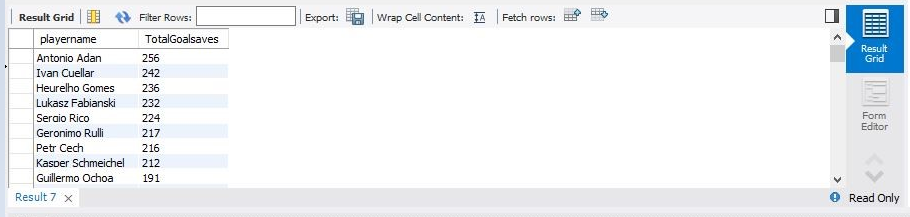 Result Grid Filter Rows: Export: Wrap Cell Content: Fetch rows:
playername TotalGoalsaves
Antonio Adan 256
Ivan Cuellar 242
Heurelho Gomes 236
Lukasz Fabianski 232
Sergio Rico 224
Geronimo Rulli 217
Petr Cech 216
Kasper Schmeichel 212
Guillermo Ochoa 191
Result
Grid
Form
Editor
Result 7 x Read Only